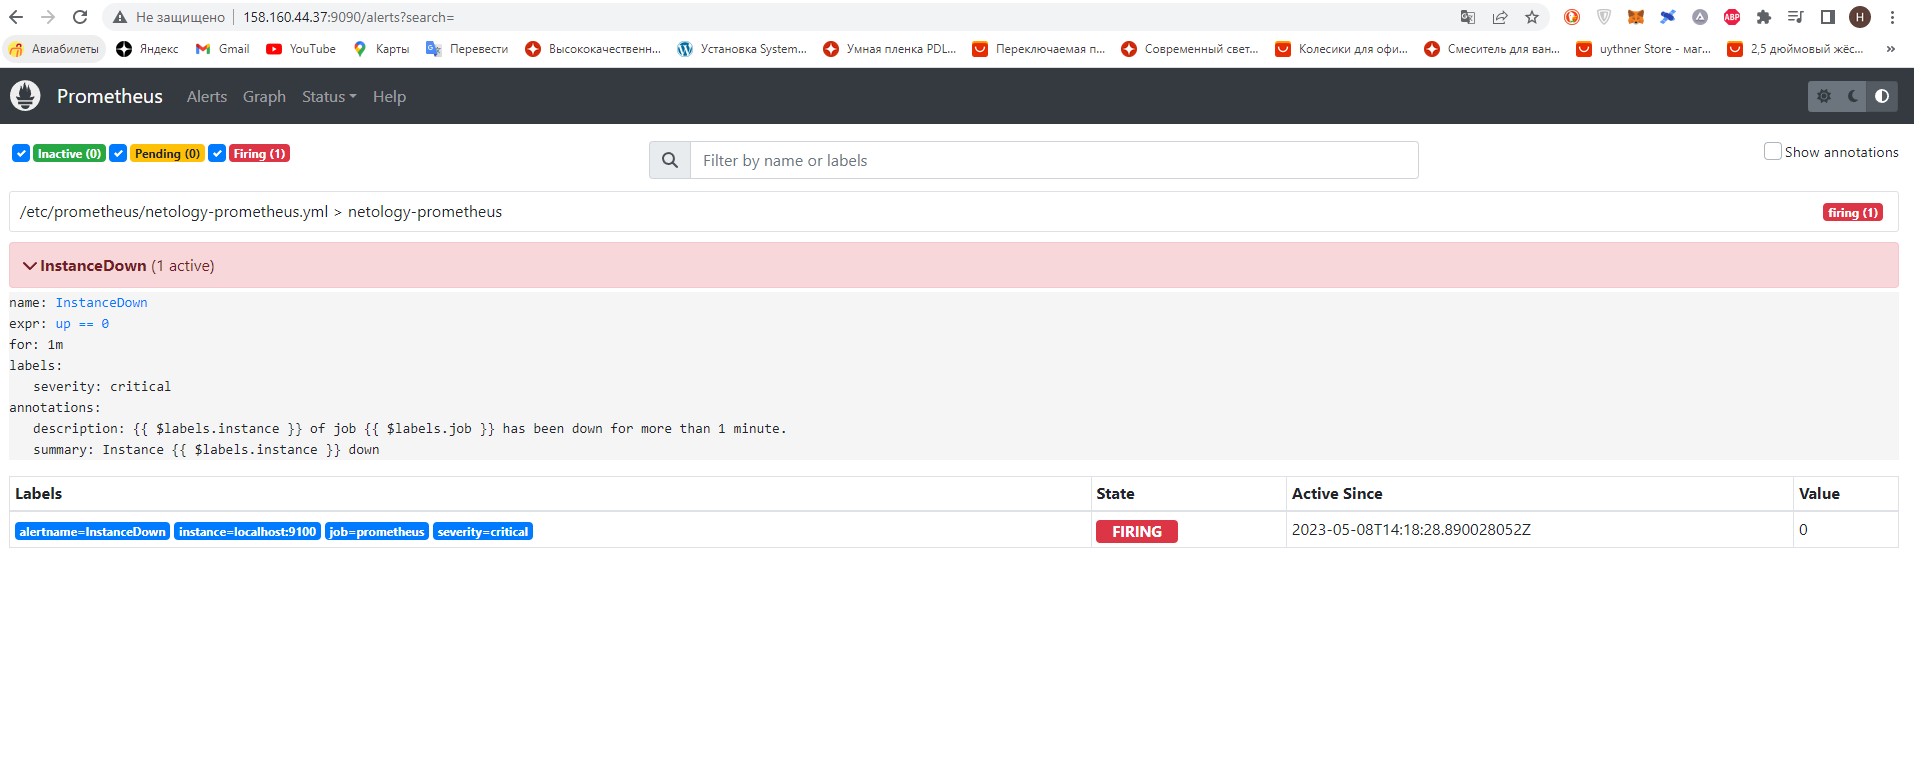 Не защищено 158.160.44.37:9090/alerts?search=
Авиабилеты Яндекс Gmail YouTube Карты Перевести Высококачественн... Установка System... Умная пленка PDL... Переключаемая п... Современный свет... Колесики для офи... Смеситель для ван... uythner Store - маг... 2,5 дюймовый жёс... »
Prometheus Alerts Graph Status Help
Inactive (0) Pending (0) Firing (1) Filter by name or labels Show annotations
/etc/prometheus/netology-prometheus.yml > netology-prometheus firing (1)
InstanceDown (1 active)
name: InstanceDown
expr: up == 0
for: 1m
labels:
severity: critical
annotations:
description: {{ $labels.instance }} of job {{ $labels.job }} has been down for more than 1 minute.
summary: Instance {{ $labels.instance }} down
Labels State Active Since Value
alertname=InstanceDown instance=localhost:9100 job=prometheus severity=critical FIRING 2023-05-08T14:18:28.890028052Z 0